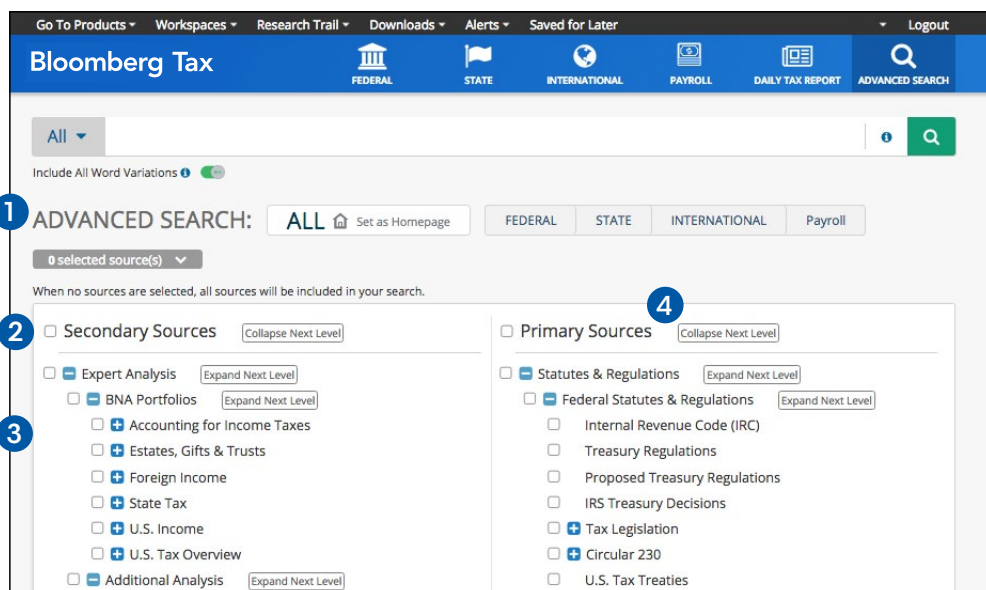 Go To Products Workspaces Research Trail Downloads Alerts Saved for Later Logout
Bloomberg Tax
FEDERAL STATE INTERNATIONAL PAYROLL DAILY TAX REPORT ADVANCED SEARCH
All
Include All Word Variations
1 ADVANCED SEARCH: ALL Set as Homepage FEDERAL STATE INTERNATIONAL Payroll
0 selected source(s)
When no sources are selected, all sources will be included in your search.
2 Secondary Sources Collapse Next Level
Expert Analysis Expand Next Level
BNA Portfolios Expand Next Level
3 Accounting for Income Taxes
Estates, Gifts & Trusts
Foreign Income
State Tax
U.S. Income
U.S. Tax Overview
Additional Analysis Expand Next Level
4
Primary Sources Collapse Next Level
Statutes & Regulations Expand Next Level
Federal Statutes & Regulations Expand Next Level
Internal Revenue Code (IRC)
Treasury Regulations
Proposed Treasury Regulations
IRS Treasury Decisions
Tax Legislation
Circular 230
U.S. Tax Treaties